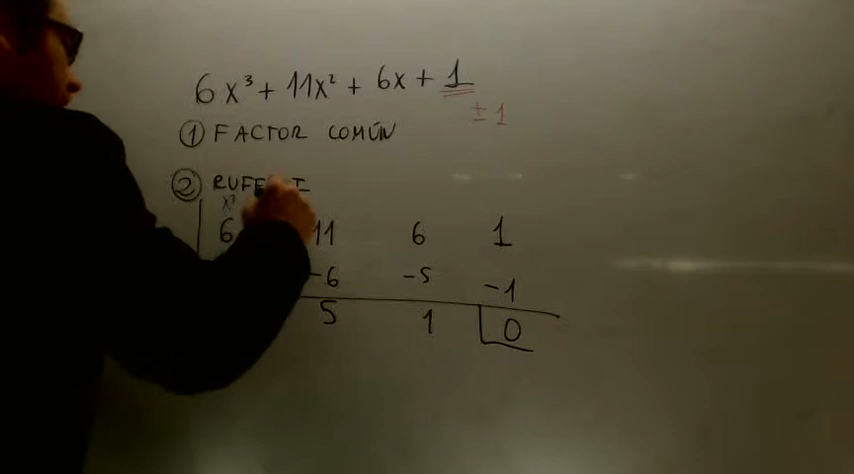 6x³ + 11x² + 6x + 1
± 1
① FACTOR COMÚN
②
x³
6 11 6 1
-6 -5 -1
5 1 0